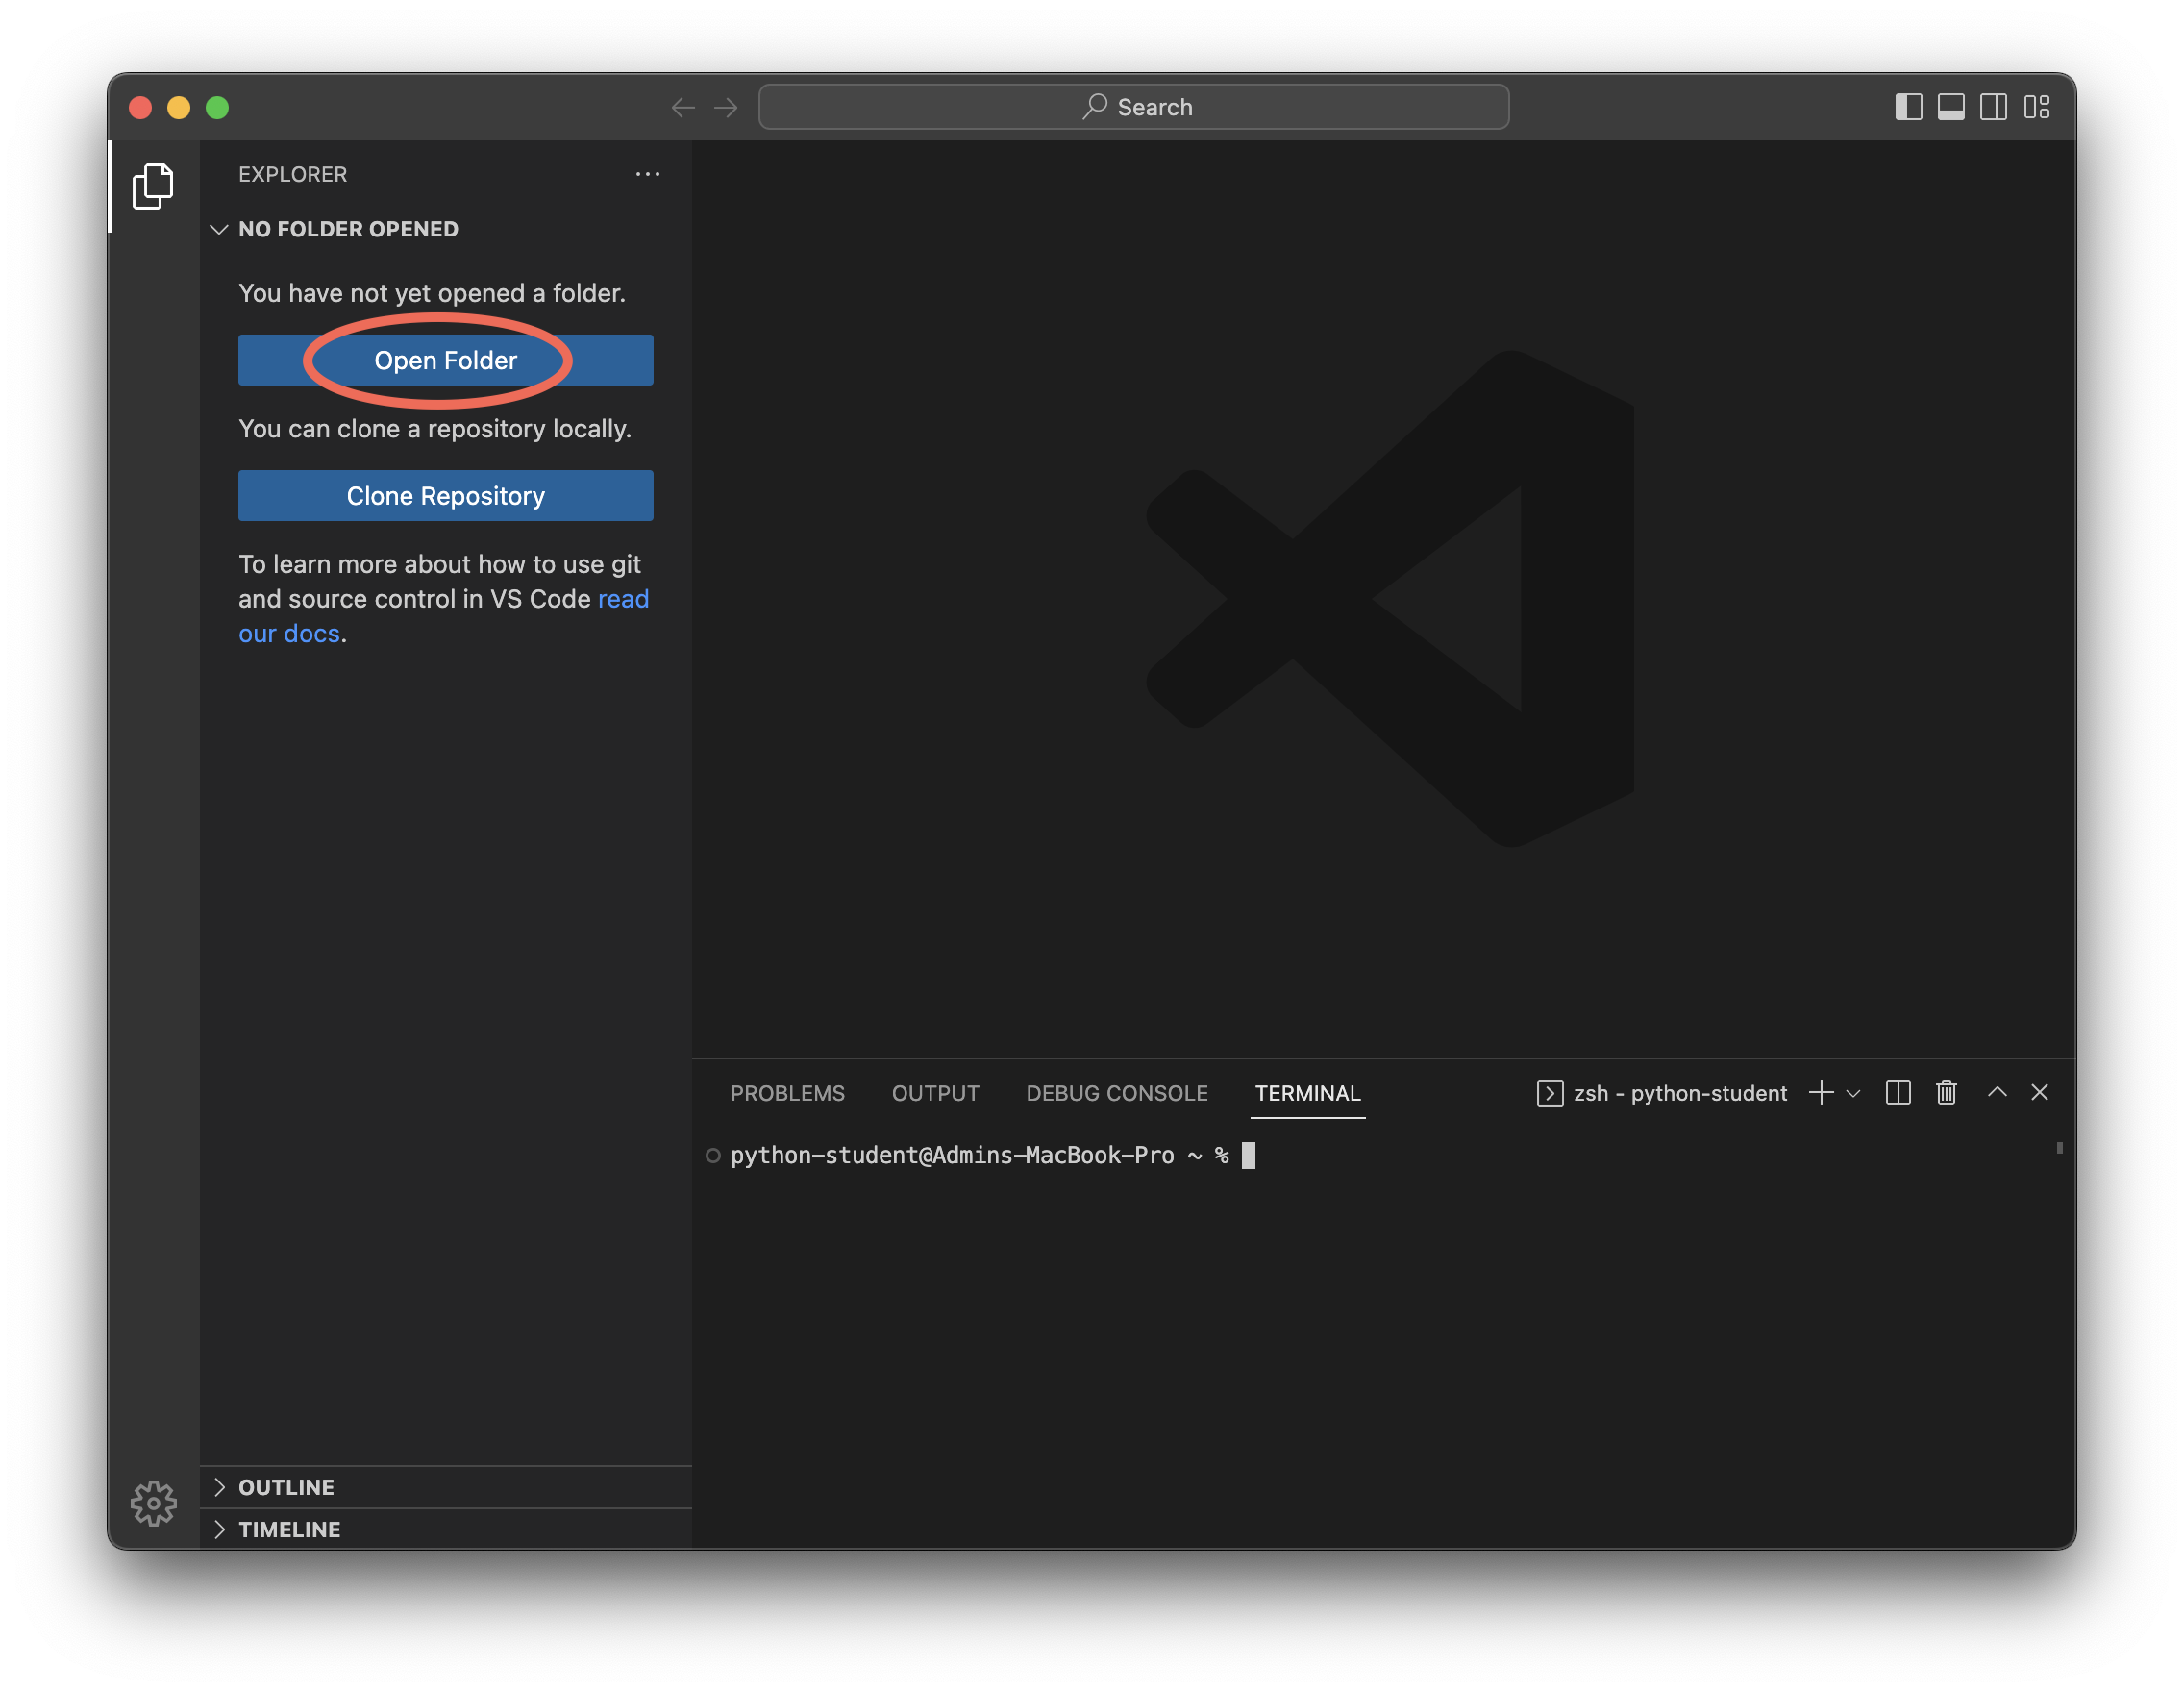 Search
EXPLORER
NO FOLDER OPENED
You have not yet opened a folder.
Open Folder
You can clone a repository locally.
Clone Repository
To learn more about how to use git
and source control in VS Code read
our docs.
OUTLINE
TIMELINE
PROBLEMS OUTPUT DEBUG CONSOLE TERMINAL zsh - python-student
python-student@Admins-MacBook-Pro ~ %